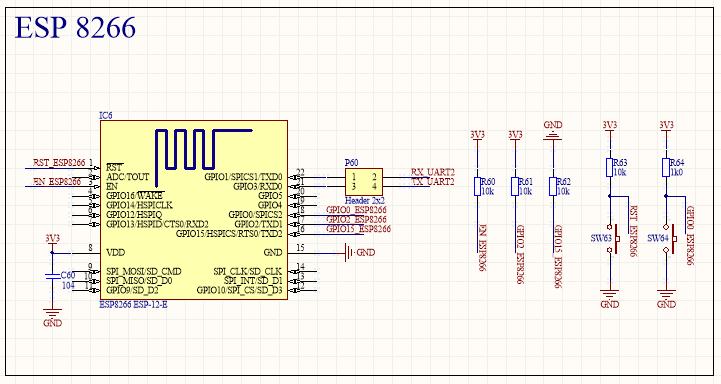 ESP 8266
IC6
RST_ESP8266 1 RST
ADC/TOUT
EN_ESP8266 EN
GPIO16/WAKE
GPIO14/HSPICLK
GPIO12/HSPIQ
GPIO13/HSPID/CTS0/RXD2
3V3
8 VDD
C60
104
GND
SPI_MOSI/SD_CMD
SPI_MISO/SD_D0
GPIO9/SD_D2
GPIO1/SPICS1/TXD0 22
GPIO3/RXD0
GPIO5
GPIO4
GPIO0/SPICS2 GPIO0_ESP8266
GPIO2/TXD1 GPIO2_ESP8266
GPIO15/HSPICS/RTS0/TXD2 16 GPIO15_ESP8266
GND 15 GND
SPI_CLK/SD_CLK 14
SPI_INT/SD_D1 13
GPIO10/SPI_CS/SD_D3 12
ESP8266 ESP-12-E
P60
1 2 RX_UART2
3 4 TX_UART2
Header 2x2
3V3
R60
10k
EN_ESP8266
3V3
R61
10k
GPIO2_ESP8266
GND
R62
10k
GPIO15_ESP8266
3V3
R63
10k
RST_ESP8266
SW63
GND
3V3
R64
1k0
GPIO0_ESP8266
SW64
GND